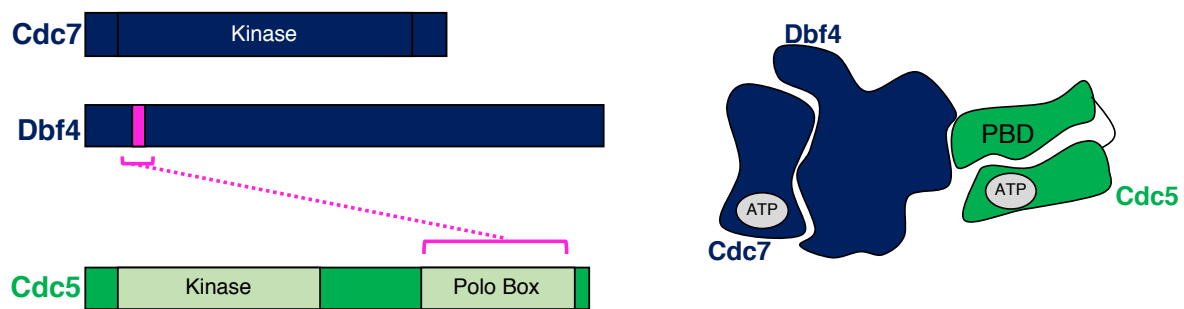 Cdc7
Kinase
Dbf4
Cdc5
Kinase
Polo Box
Dbf4
PBD
ATP
ATP
Cdc5
Cdc7